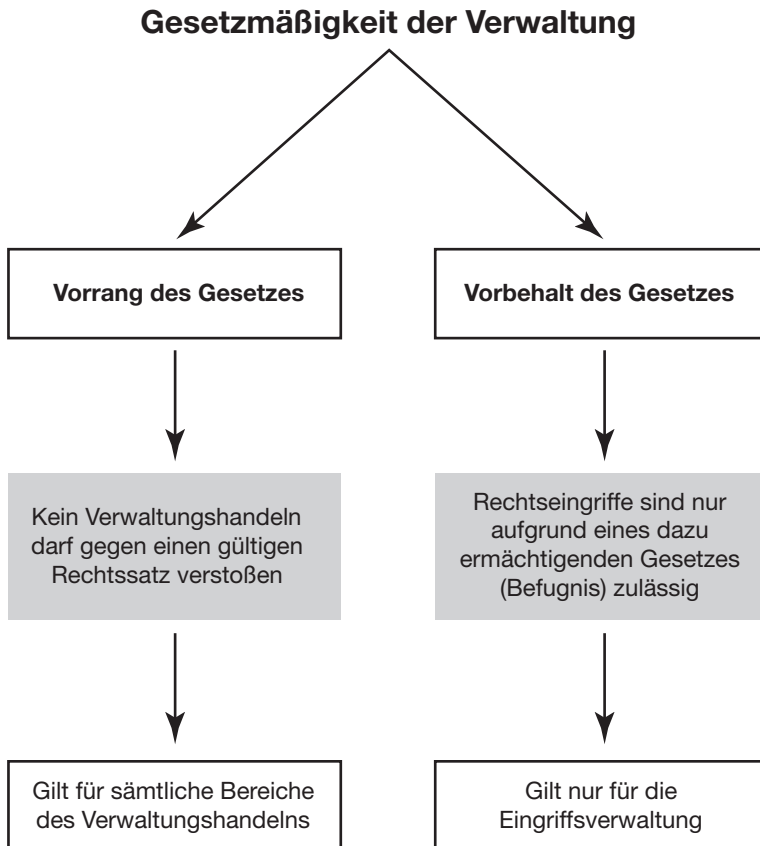 Gesetzmäßigkeit der Verwaltung
Vorrang des Gesetzes
Vorbehalt des Gesetzes
Kein Verwaltungshandeln
darf gegen einen gültigen
Rechtssatz verstoßen
Rechtseingriffe sind nur
aufgrund eines dazu
ermächtigenden Gesetzes
(Befugnis) zulässig
Gilt für sämtliche Bereiche
des Verwaltungshandelns
Gilt nur für die
Eingriffsverwaltung